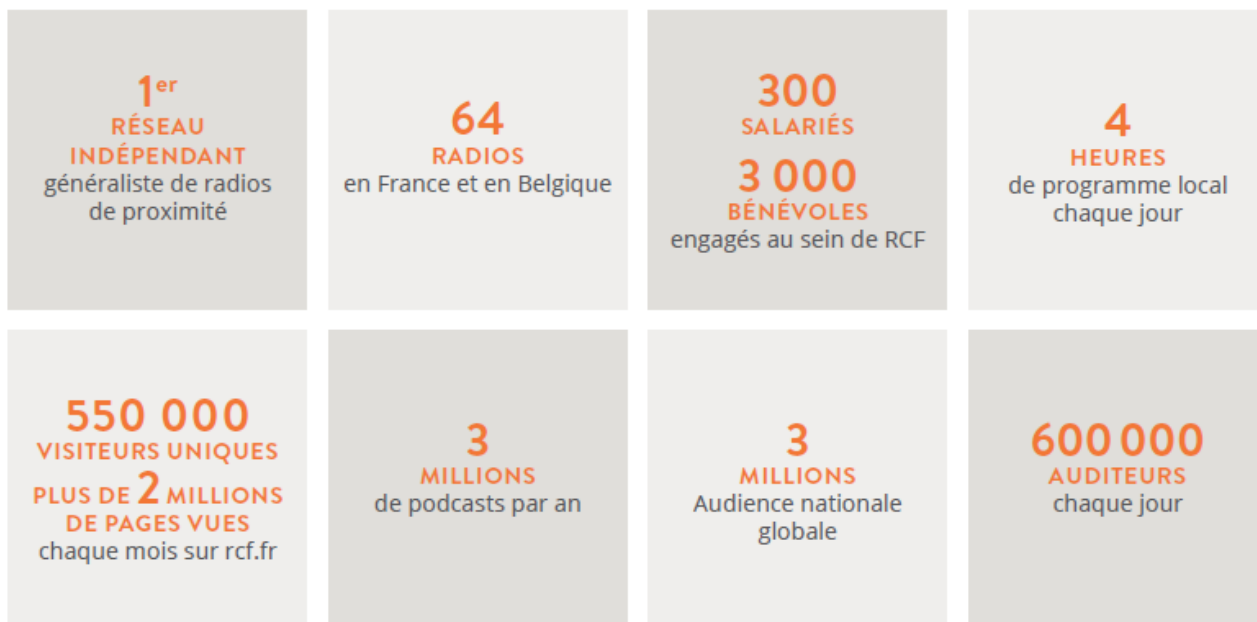 1er
RÉSEAU
INDÉPENDANT
généraliste de radios
de proximité
64
RADIOS
en France et en Belgique
300
SALARIÉS
3 000
BÉNÉVOLES
engagés au sein de RCF
4
HEURES
de programme local
chaque jour
550 000
VISITEURS UNIQUES
PLUS DE 2 MILLIONS
DE PAGES VUES
chaque mois sur rcf.fr
3
MILLIONS
de podcasts par an
3
MILLIONS
Audience nationale
globale
600 000
AUDITEURS
chaque jour